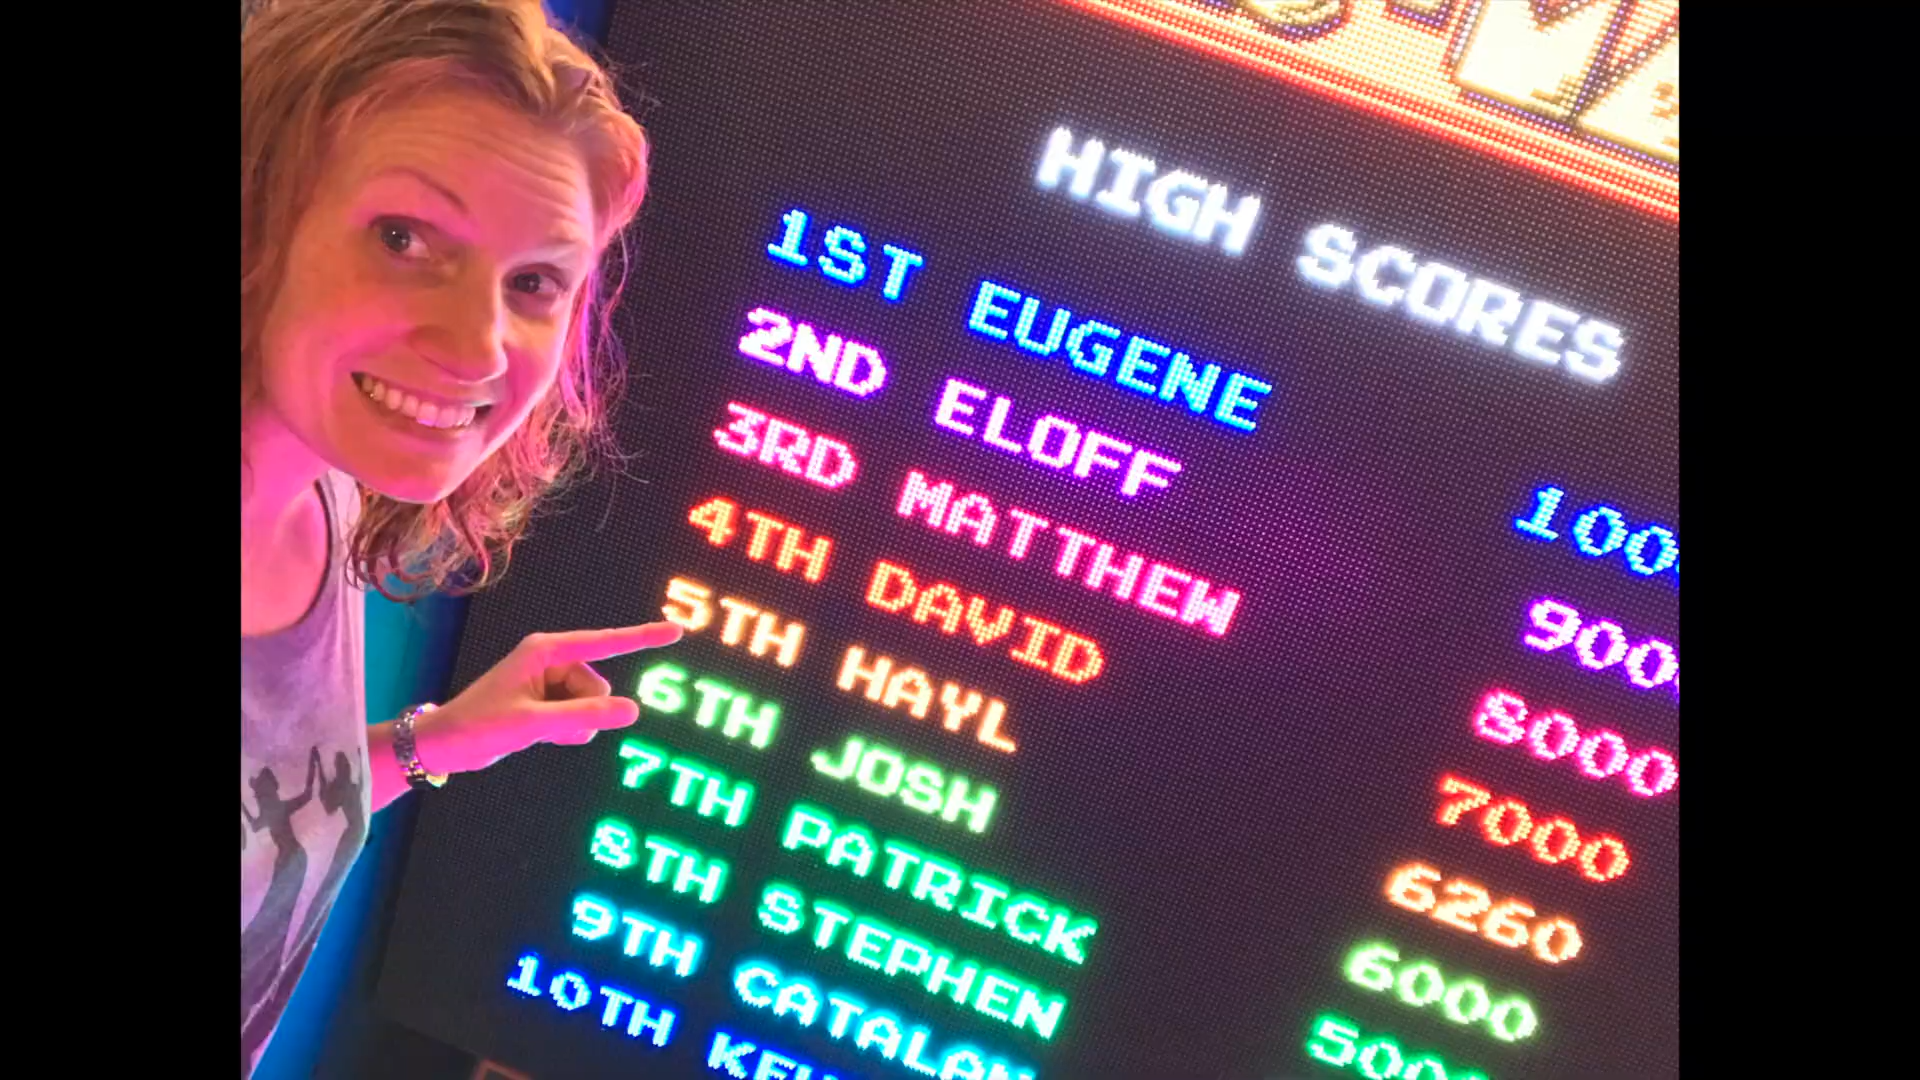 HIGH SCORES
1ST EUGENE
2ND ELOFF
3RD MATTHEW
4TH DAVID 7000
5TH HAYL 6260
6TH JOSH 6000
7TH PATRICK
8TH STEPHEN
9TH CATALAN
10TH